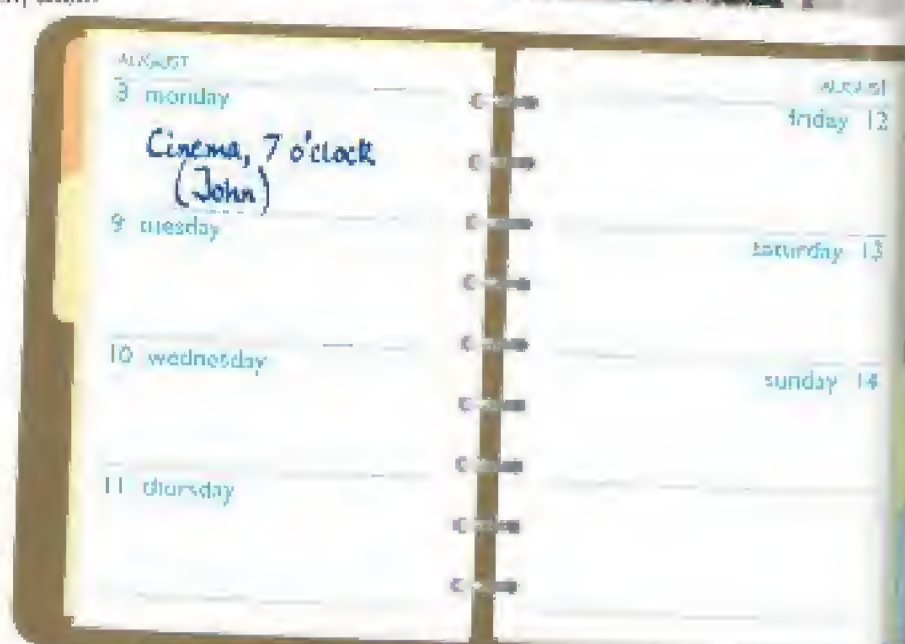 AUGUST
8 monday
Cinema, 7 o'clock
(John)
9 tuesday
10 wednesday
11 thursday
AUGUST
friday 12
saturday 13
sunday 14